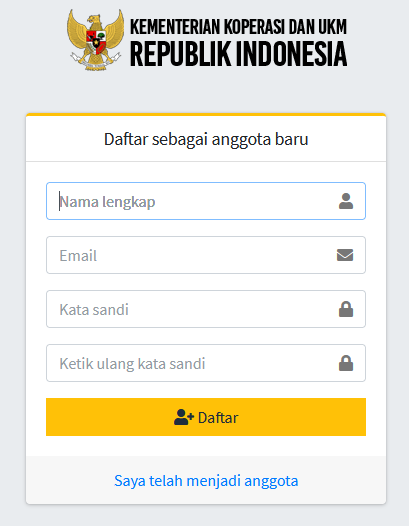 KEMENTERIAN KOPERASI DAN UKM
REPUBLIK INDONESIA
Daftar sebagai anggota baru
Nama lengkap
Email
Kata sandi
Ketik ulang kata sandi
Daftar
Saya telah menjadi anggota